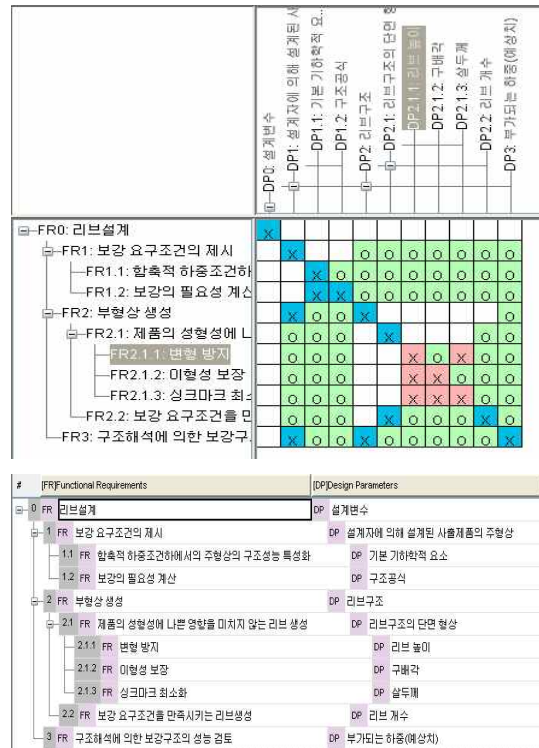 DP0: 설계변수
DP1: 설계자에 의해 설계된 사
DP1.1: 기본 기하학적 요..
DP1.2: 구조공식
DP2: 리브구조
DP2.1: 리브구조의 단면 형
DP2.1.1: 리브 높이
DP2.1.2: 구배각
DP2.1.3: 살두께
DP2.2: 리브 개수
DP3: 부가되는 하중(예상치)
FR0: 리브설계
X
FR1: 보강 요구조건의 제시
X O O O O O O O
FR1.1: 함축적 하중조건하
X O O O O O O O O
FR1.2: 보강의 필요성 계산
X X O O O O O O O
FR2: 부형상 생성
X O O X O
FR2.1: 제품의 성형성에 L
O O O X O O
FR2.1.1: 변형 방지
O O O X O X O O
FR2.1.2: 미형성 보장
O O O X X O O O
FR2.1.3: 싱크마크 최소
O O O X X X O O
FR2.2: 보강 요구조건을 만
O O O X O O O X O
FR3: 구조해석에 의한 보강구..
X O O X O O O O O X
# [FR]Functional Requirements [DP]Design Parameters
0 FR 리브설계 DP 설계변수
1 FR 보강 요구조건의 제시 DP 설계자에 의해 설계된 사출제품의 주형상
1.1 FR 함축적 하중조건하에서의 주형상의 구조성능 특성화 DP 기본 기하학적 요소
1.2 FR 보강의 필요성 계산 DP 구조공식
2 FR 부형상 생성 DP 리브구조
2.1 FR 제품의 성형성에 나쁜 영향을 미치지 않는 리브 생성 DP 리브구조의 단면 형상
2.1.1 FR 변형 방지 DP 리브 높이
2.1.2 FR 미형성 보장 DP 구배각
2.1.3 FR 싱크마크 최소화 DP 살두께
2.2 FR 보강 요구조건을 만족시키는 리브생성 DP 리브 개수
3 FR 구조해석에 의한 보강구조의 성능 검토 DP 부가되는 하중(예상치)